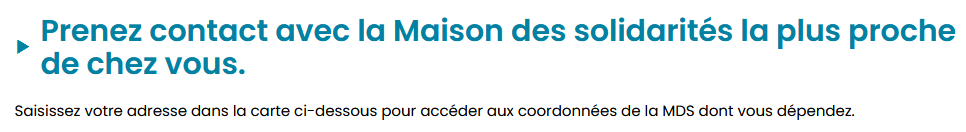 Prenez contact avec la Maison des solidarités la plus proche
de chez vous.
Saisissez votre adresse dans la carte ci-dessous pour accéder aux coordonnées de la MDS dont vous dépendez.